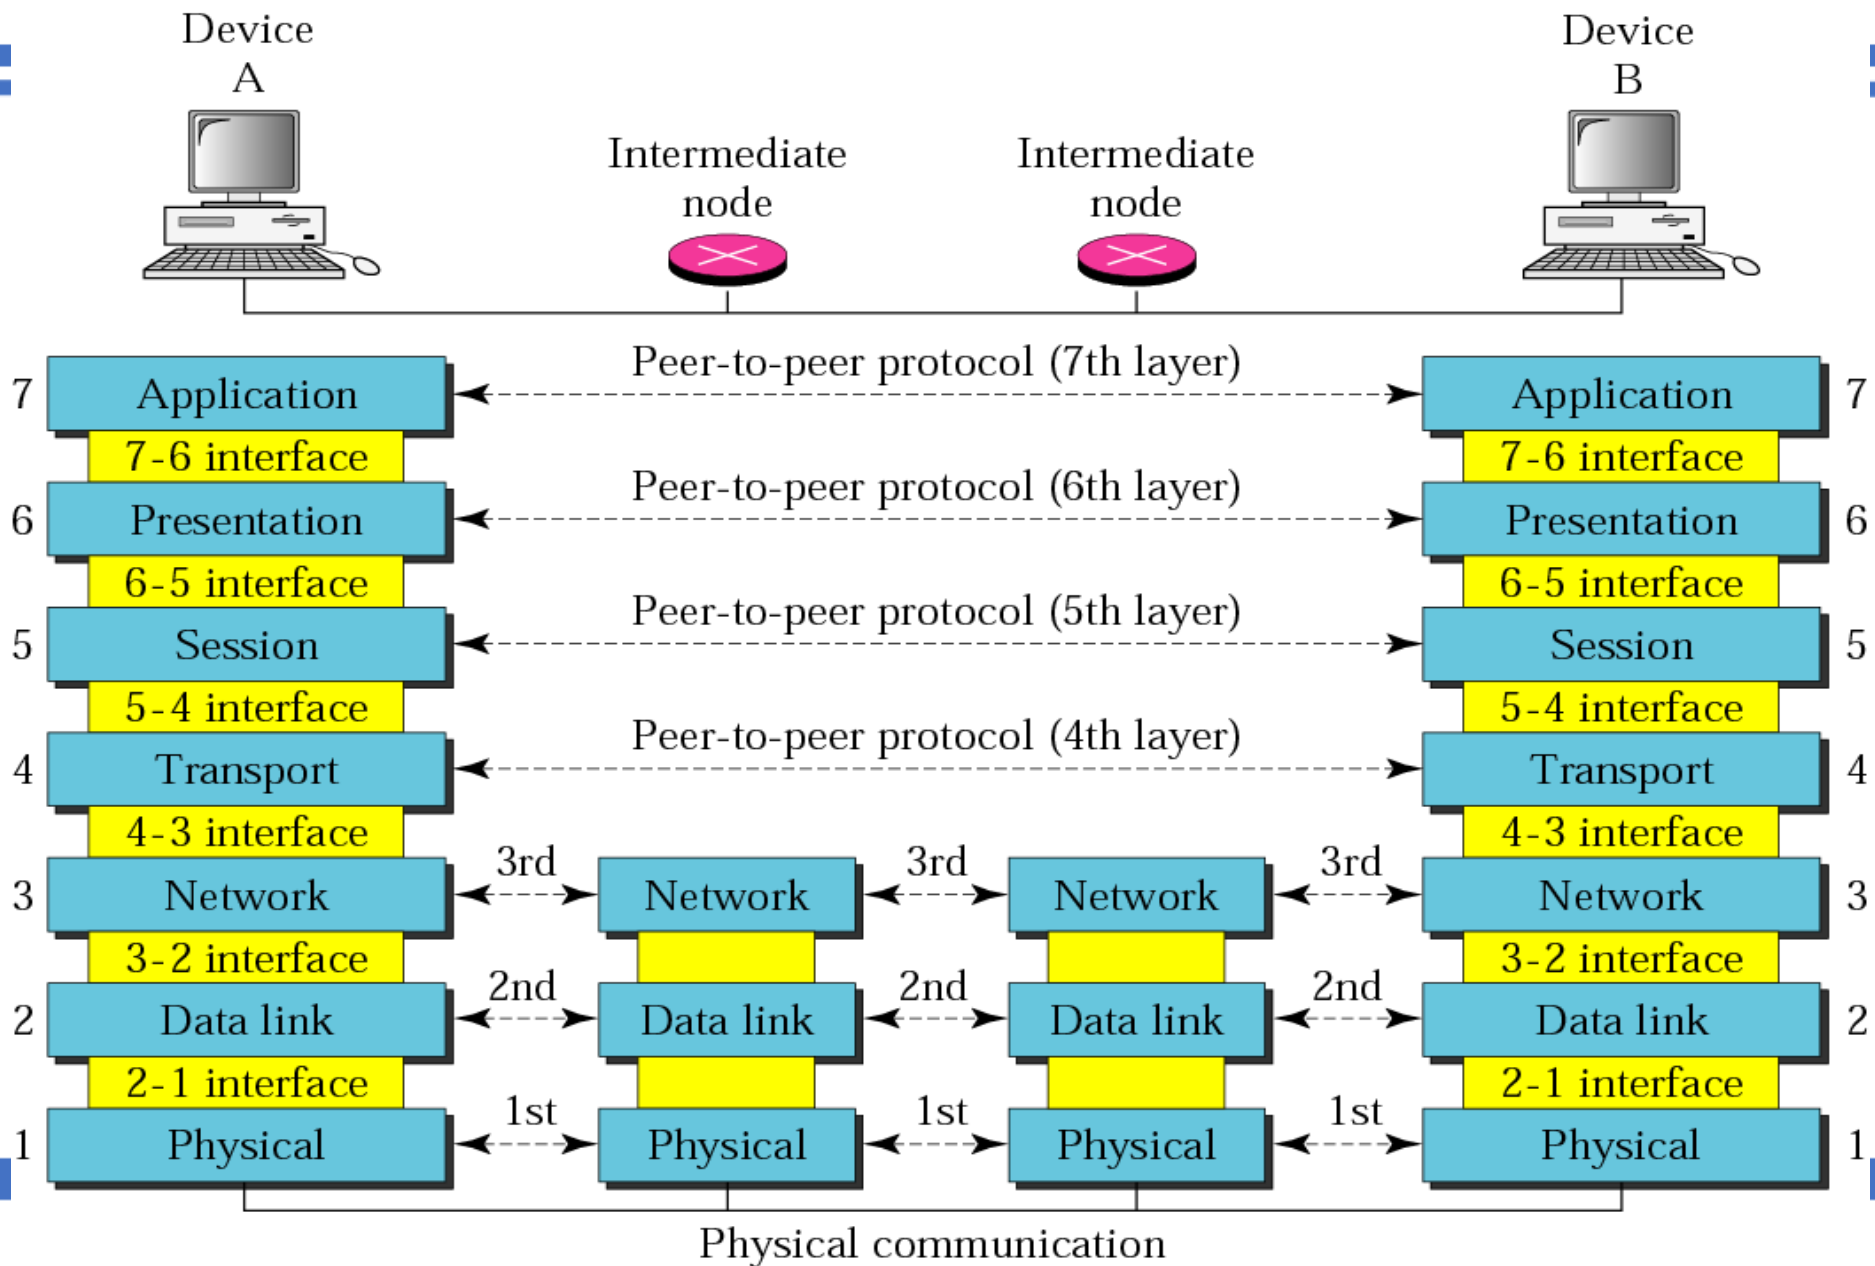 Device
A
Device
B
Intermediate
node
Intermediate
node
Peer-to-peer protocol (7th layer)
7 Application
Application 7
7-6 interface
7-6 interface
Peer-to-peer protocol (6th layer)
6 Presentation
Presentation 6
6-5 interface
6-5 interface
Peer-to-peer protocol (5th layer)
5 Session
Session 5
5-4 interface
5-4 interface
Peer-to-peer protocol (4th layer)
4 Transport
Transport 4
4-3 interface
4-3 interface
3rd 3rd 3rd
3 Network Network Network Network 3
3-2 interface
3-2 interface
2nd 2nd 2nd
2 Data link Data link Data link Data link 2
2-1 interface
2-1 interface
1st 1st 1st
1 Physical Physical Physical Physical 1
Physical communication